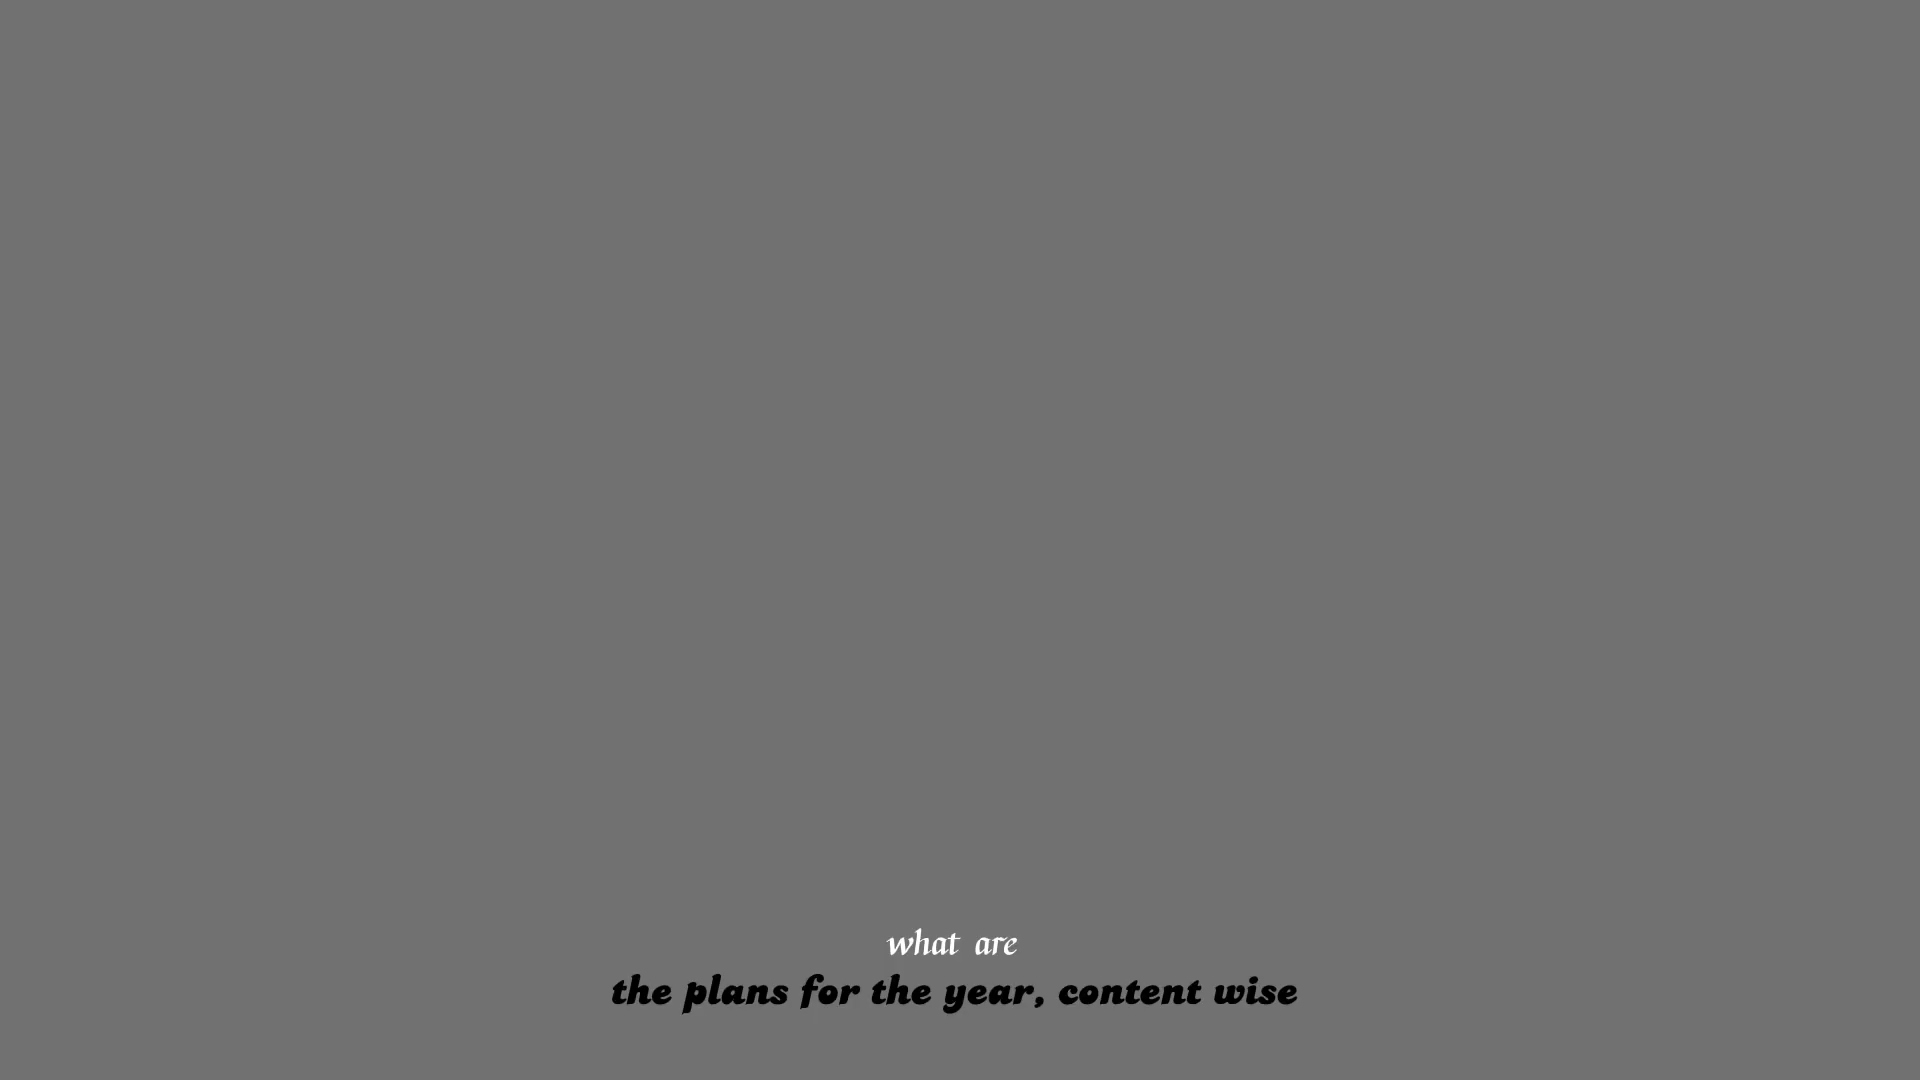 what are
the plans for the year, content wise